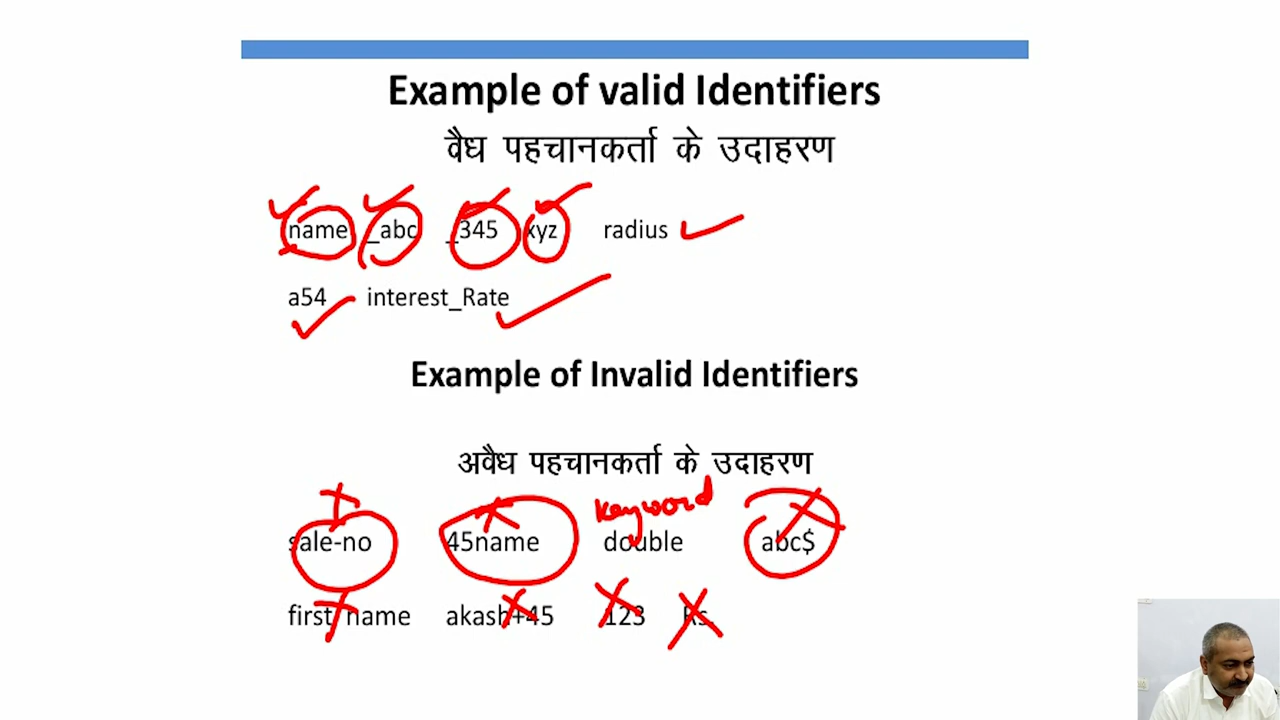 Example of valid Identifiers
वैध पहचानकर्ता के उदाहरण
name _abc _345 xyz radius
a54 interest_Rate
Example of Invalid Identifiers
अवैध पहचानकर्ता के उदाहरण
keyword
sale-no 45name double abc$
first name akash+45 123 Rs.